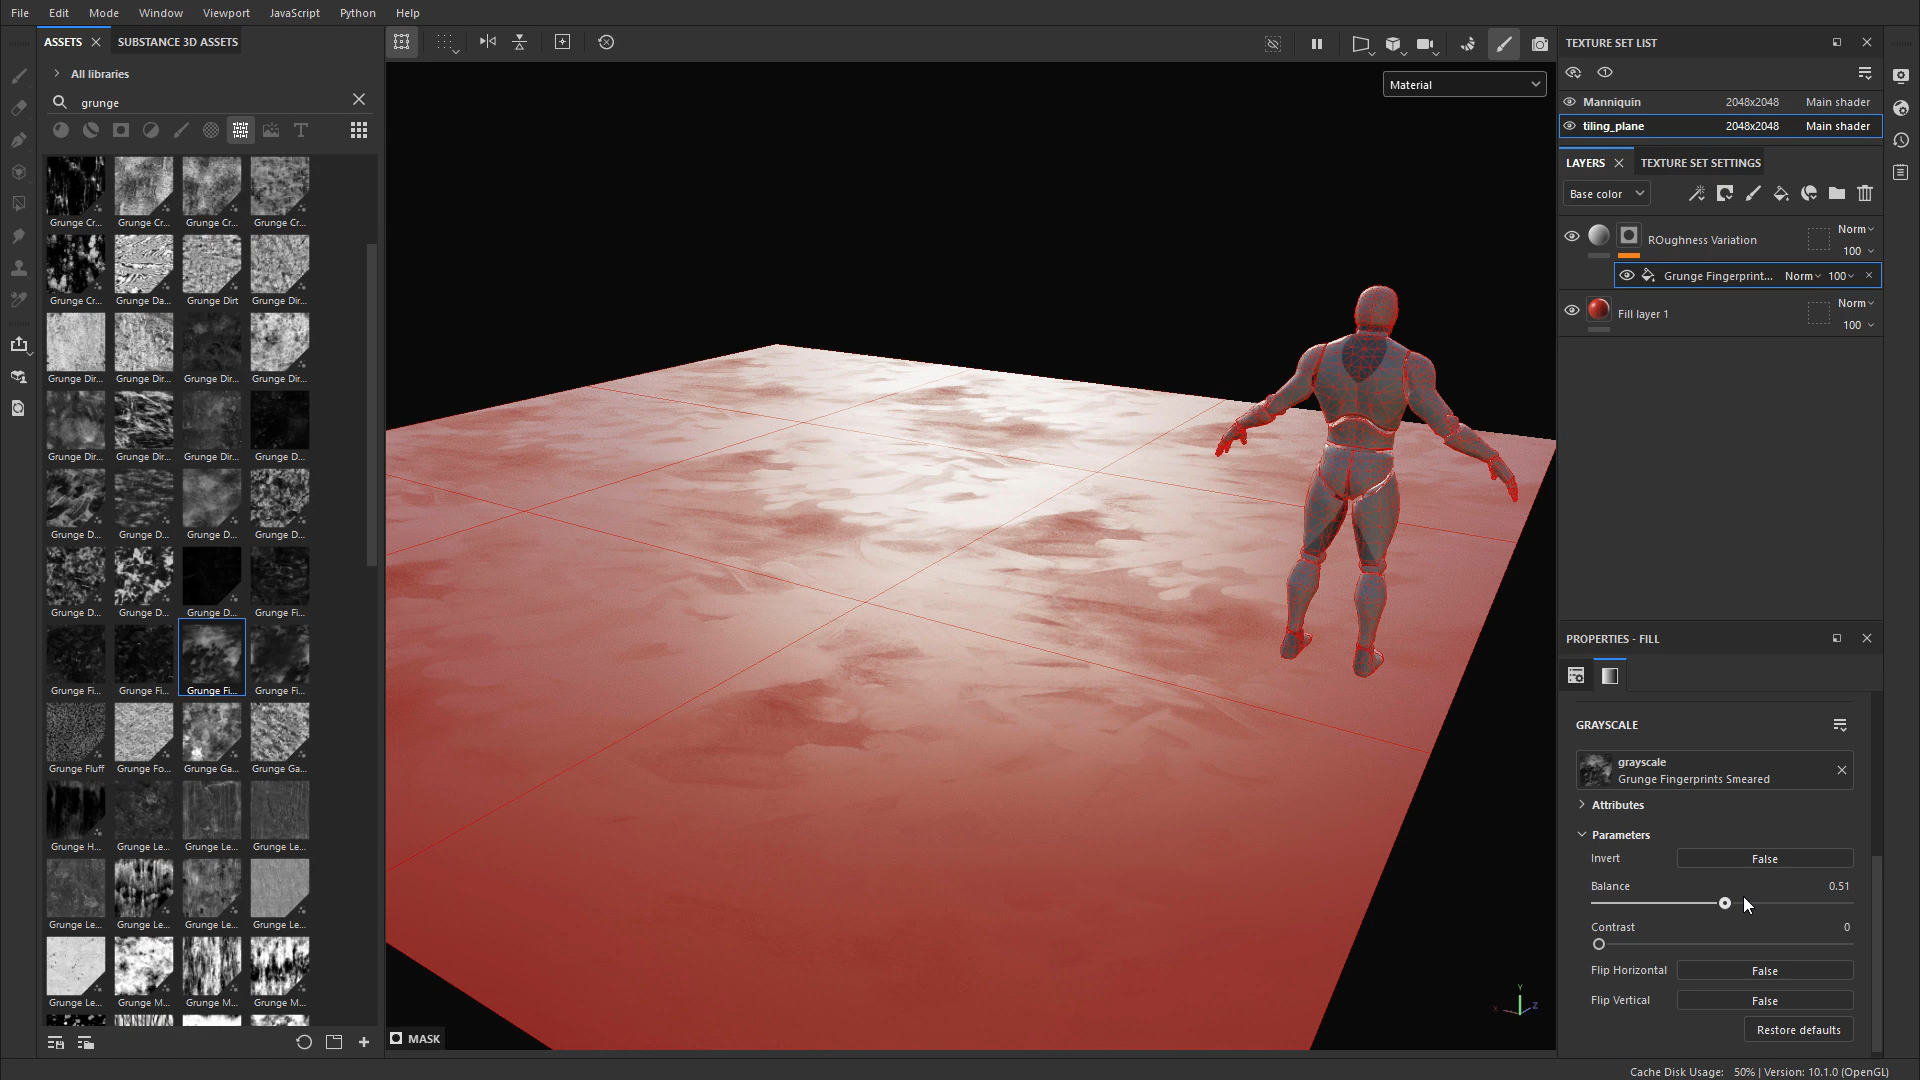 File Edit Mode Window Viewport JavaScript Python Help
ASSETS SUBSTANCE 3D ASSETS
All libraries
grunge
Grunge Cr... Grunge Cr... Grunge Cr... Grunge Cr...
Grunge Cr... Grunge Da... Grunge Dirt Grunge Dir...
Grunge Dir... Grunge Dir... Grunge Dir... Grunge Dir...
Grunge Dir... Grunge Dir... Grunge Dir... Grunge D...
Grunge D... Grunge D... Grunge D... Grunge D...
Grunge D... Grunge D... Grunge D... Grunge Fi...
Grunge Fi... Grunge Fi... Grunge Fi... Grunge Fi...
Grunge Fluff Grunge Fo... Grunge Ga... Grunge Ga...
Grunge H... Grunge Le... Grunge Le... Grunge Le...
Grunge Le... Grunge Le... Grunge Le... Grunge Le...
Grunge Le... Grunge M... Grunge M... Grunge M...
Material
MASK
Y
X
Z
TEXTURE SET LIST
Manniquin 2048x2048 Main shader
tiling_plane 2048x2048 Main shader
LAYERS TEXTURE SET SETTINGS
Base color
ROughness Variation Norm 100
Grunge Fingerprint... Norm 100
Fill layer 1 Norm 100
PROPERTIES - FILL
GRAYSCALE
grayscale
Grunge Fingerprints Smeared
Attributes
Parameters
Invert False
Balance 0.51
Contrast 0
Flip Horizontal False
Flip Vertical False
Restore defaults
Cache Disk Usage: 50% | Version: 10.1.0 (OpenGL)